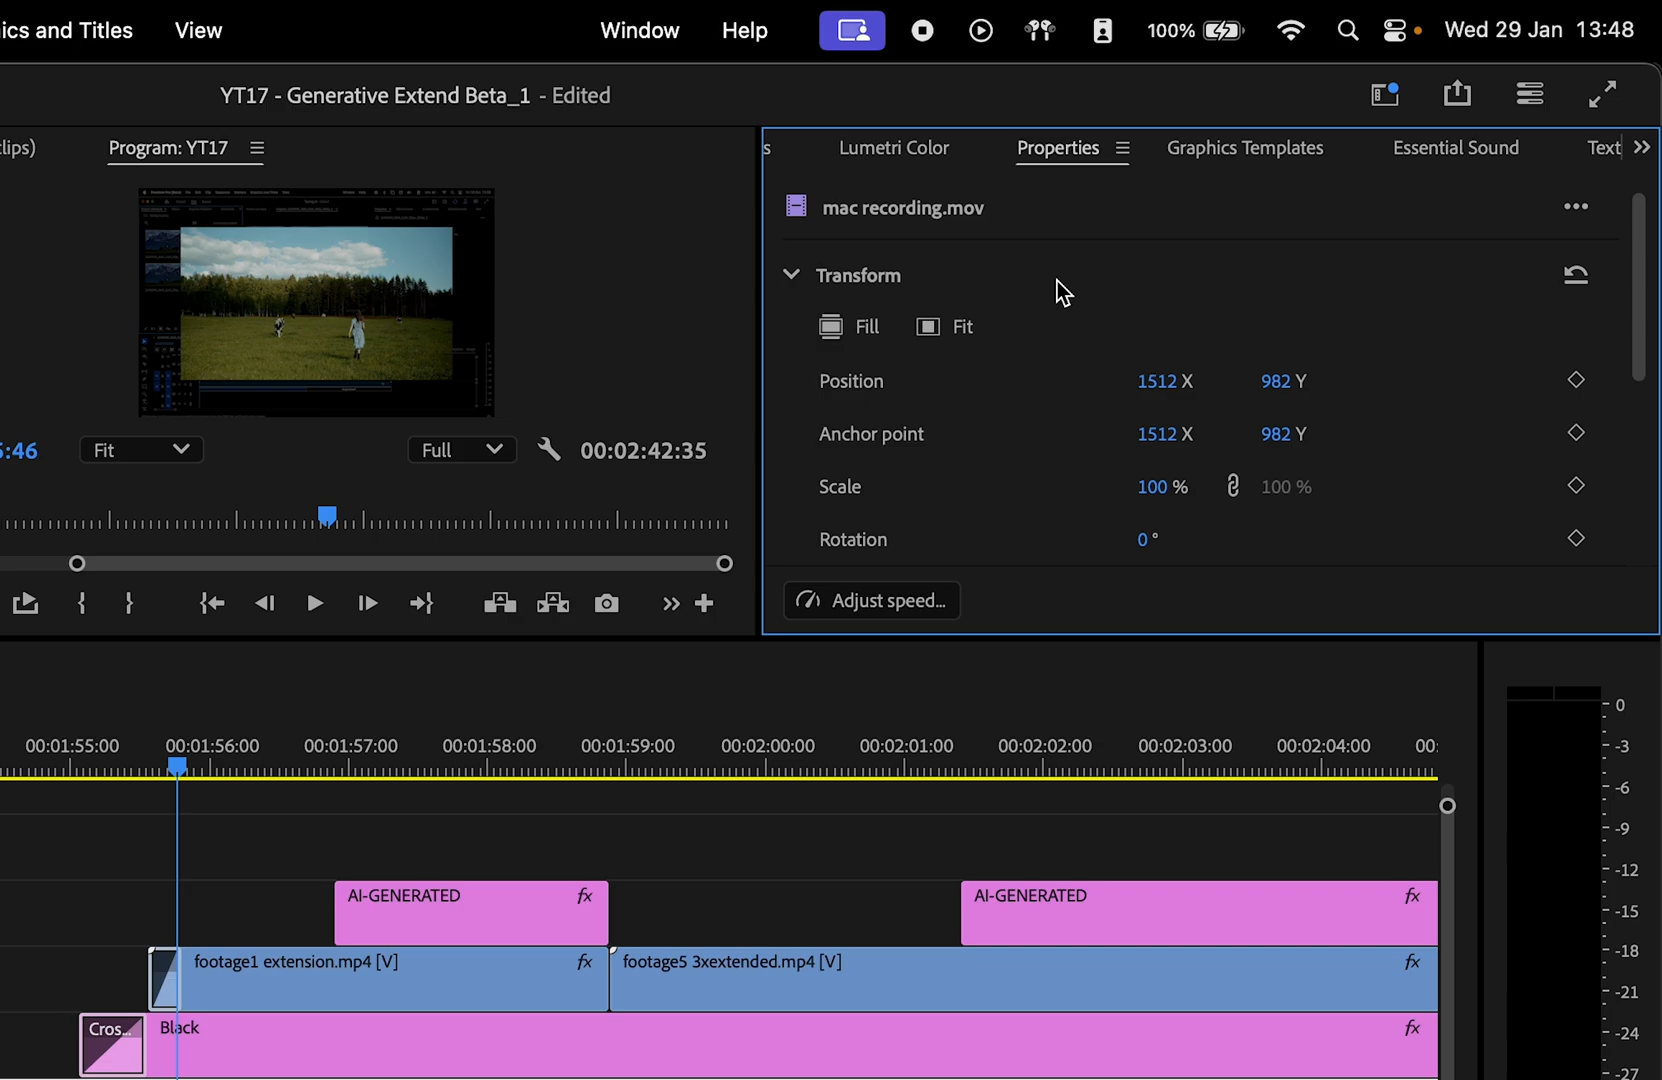 ics and Titles View Window Help 100% Wed 29 Jan 13:48
YT17 - Generative Extend Beta_1 - Edited
lips) Program: YT17 s Lumetri Color Properties Graphics Templates Essential Sound Text
mac recording.mov
Transform
Fill Fit
Position 1512 X 982 Y
Anchor point 1512 X 982 Y
:46 Fit Full 00:02:42:35
Scale 100 % 100 %
Rotation 0 °
Adjust speed...
00:01:55:00 00:01:56:00 00:01:57:00 00:01:58:00 00:01:59:00 00:02:00:00 00:02:01:00 00:02:02:00 00:02:03:00 00:02:04:00 00:
AI-GENERATED fx AI-GENERATED fx
footage1 extension.mp4 [V] fx footage5 3xextended.mp4 [V] fx
Cros... Black fx
0
-3
-6
-9
-12
-15
-18
-21
-24
-27